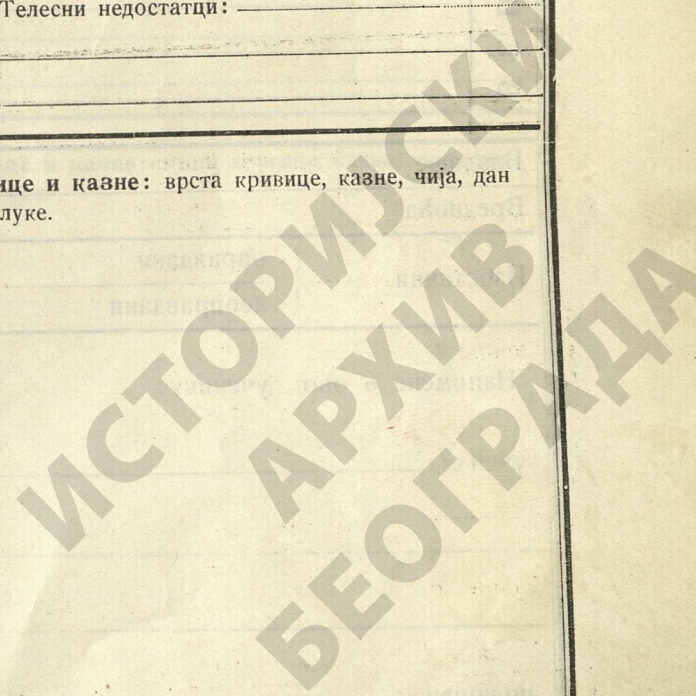 Телесни недостатци:
ице и казне: врста кривице, казне, чија, дан
луке.
ИСТОРИЈСКИ
АРХИВ
БЕОГРАДА